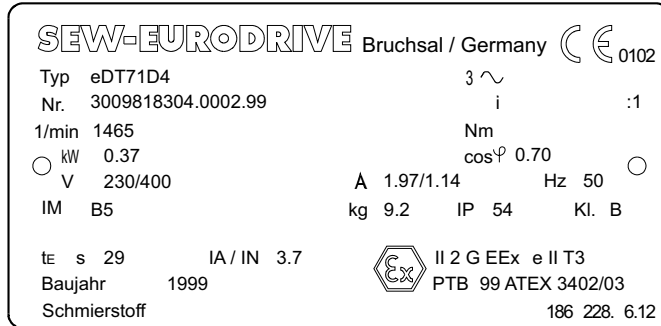 SEW-EURODRIVE Bruchsal / Germany CE 0102
Typ eDT71D4 3 ~
Nr. 3009818304.0002.99 i :1
1/min 1465 Nm
kW 0.37 cosφ 0.70
V 230/400 A 1.97/1.14 Hz 50
IM B5 kg 9.2 IP 54 Kl. B
tE s 29 IA / IN 3.7 Ex II 2 G EEx e II T3
Baujahr 1999 PTB 99 ATEX 3402/03
Schmierstoff 186 228. 6.12